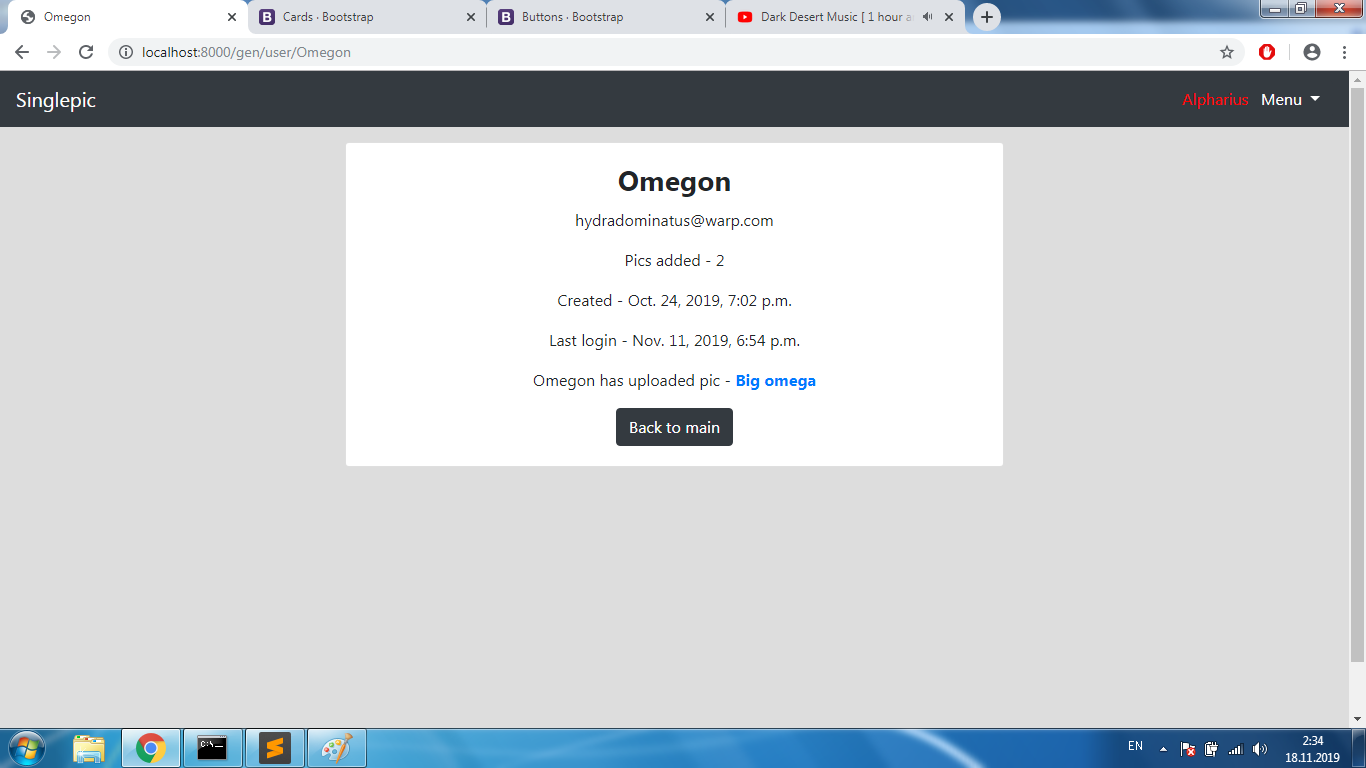 Omegon
Cards · Bootstrap
Buttons · Bootstrap
Dark Desert Music [ 1 hour a
localhost:8000/gen/user/Omegon
Singlepic
Alpharius
Menu
Omegon
hydradominatus@warp.com
Pics added - 2
Created - Oct. 24, 2019, 7:02 p.m.
Last login - Nov. 11, 2019, 6:54 p.m.
Omegon has uploaded pic - Big omega
Back to main
EN
2:34
18.11.2019